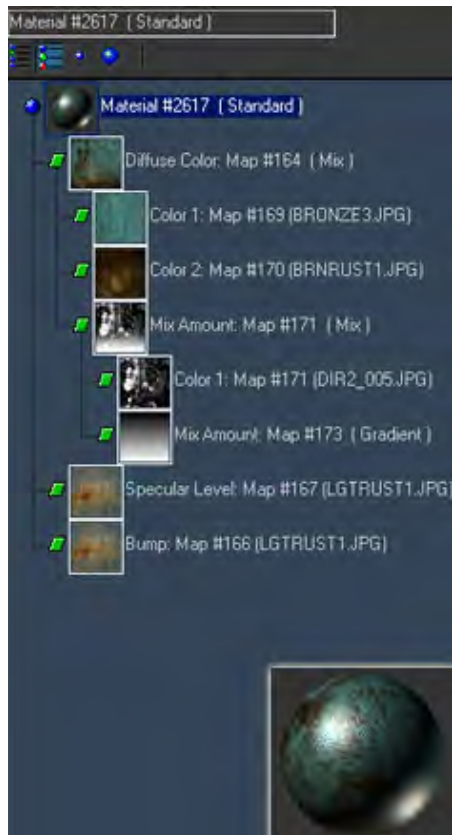 Material #2617 ( Standard )
Material #2617 ( Standard )
Diffuse Color: Map #164 ( Mix )
Color 1: Map #169 (BRONZE3.JPG)
Color 2: Map #170 (BRNRUST1.JPG)
Mix Amount: Map #171 ( Mix )
Color 1: Map #171 (DIR2_005.JPG)
Mix Amount: Map #173 ( Gradient )
Specular Level: Map #167 (LGTRUST1.JPG)
Bump: Map #166 (LGTRUST1.JPG)